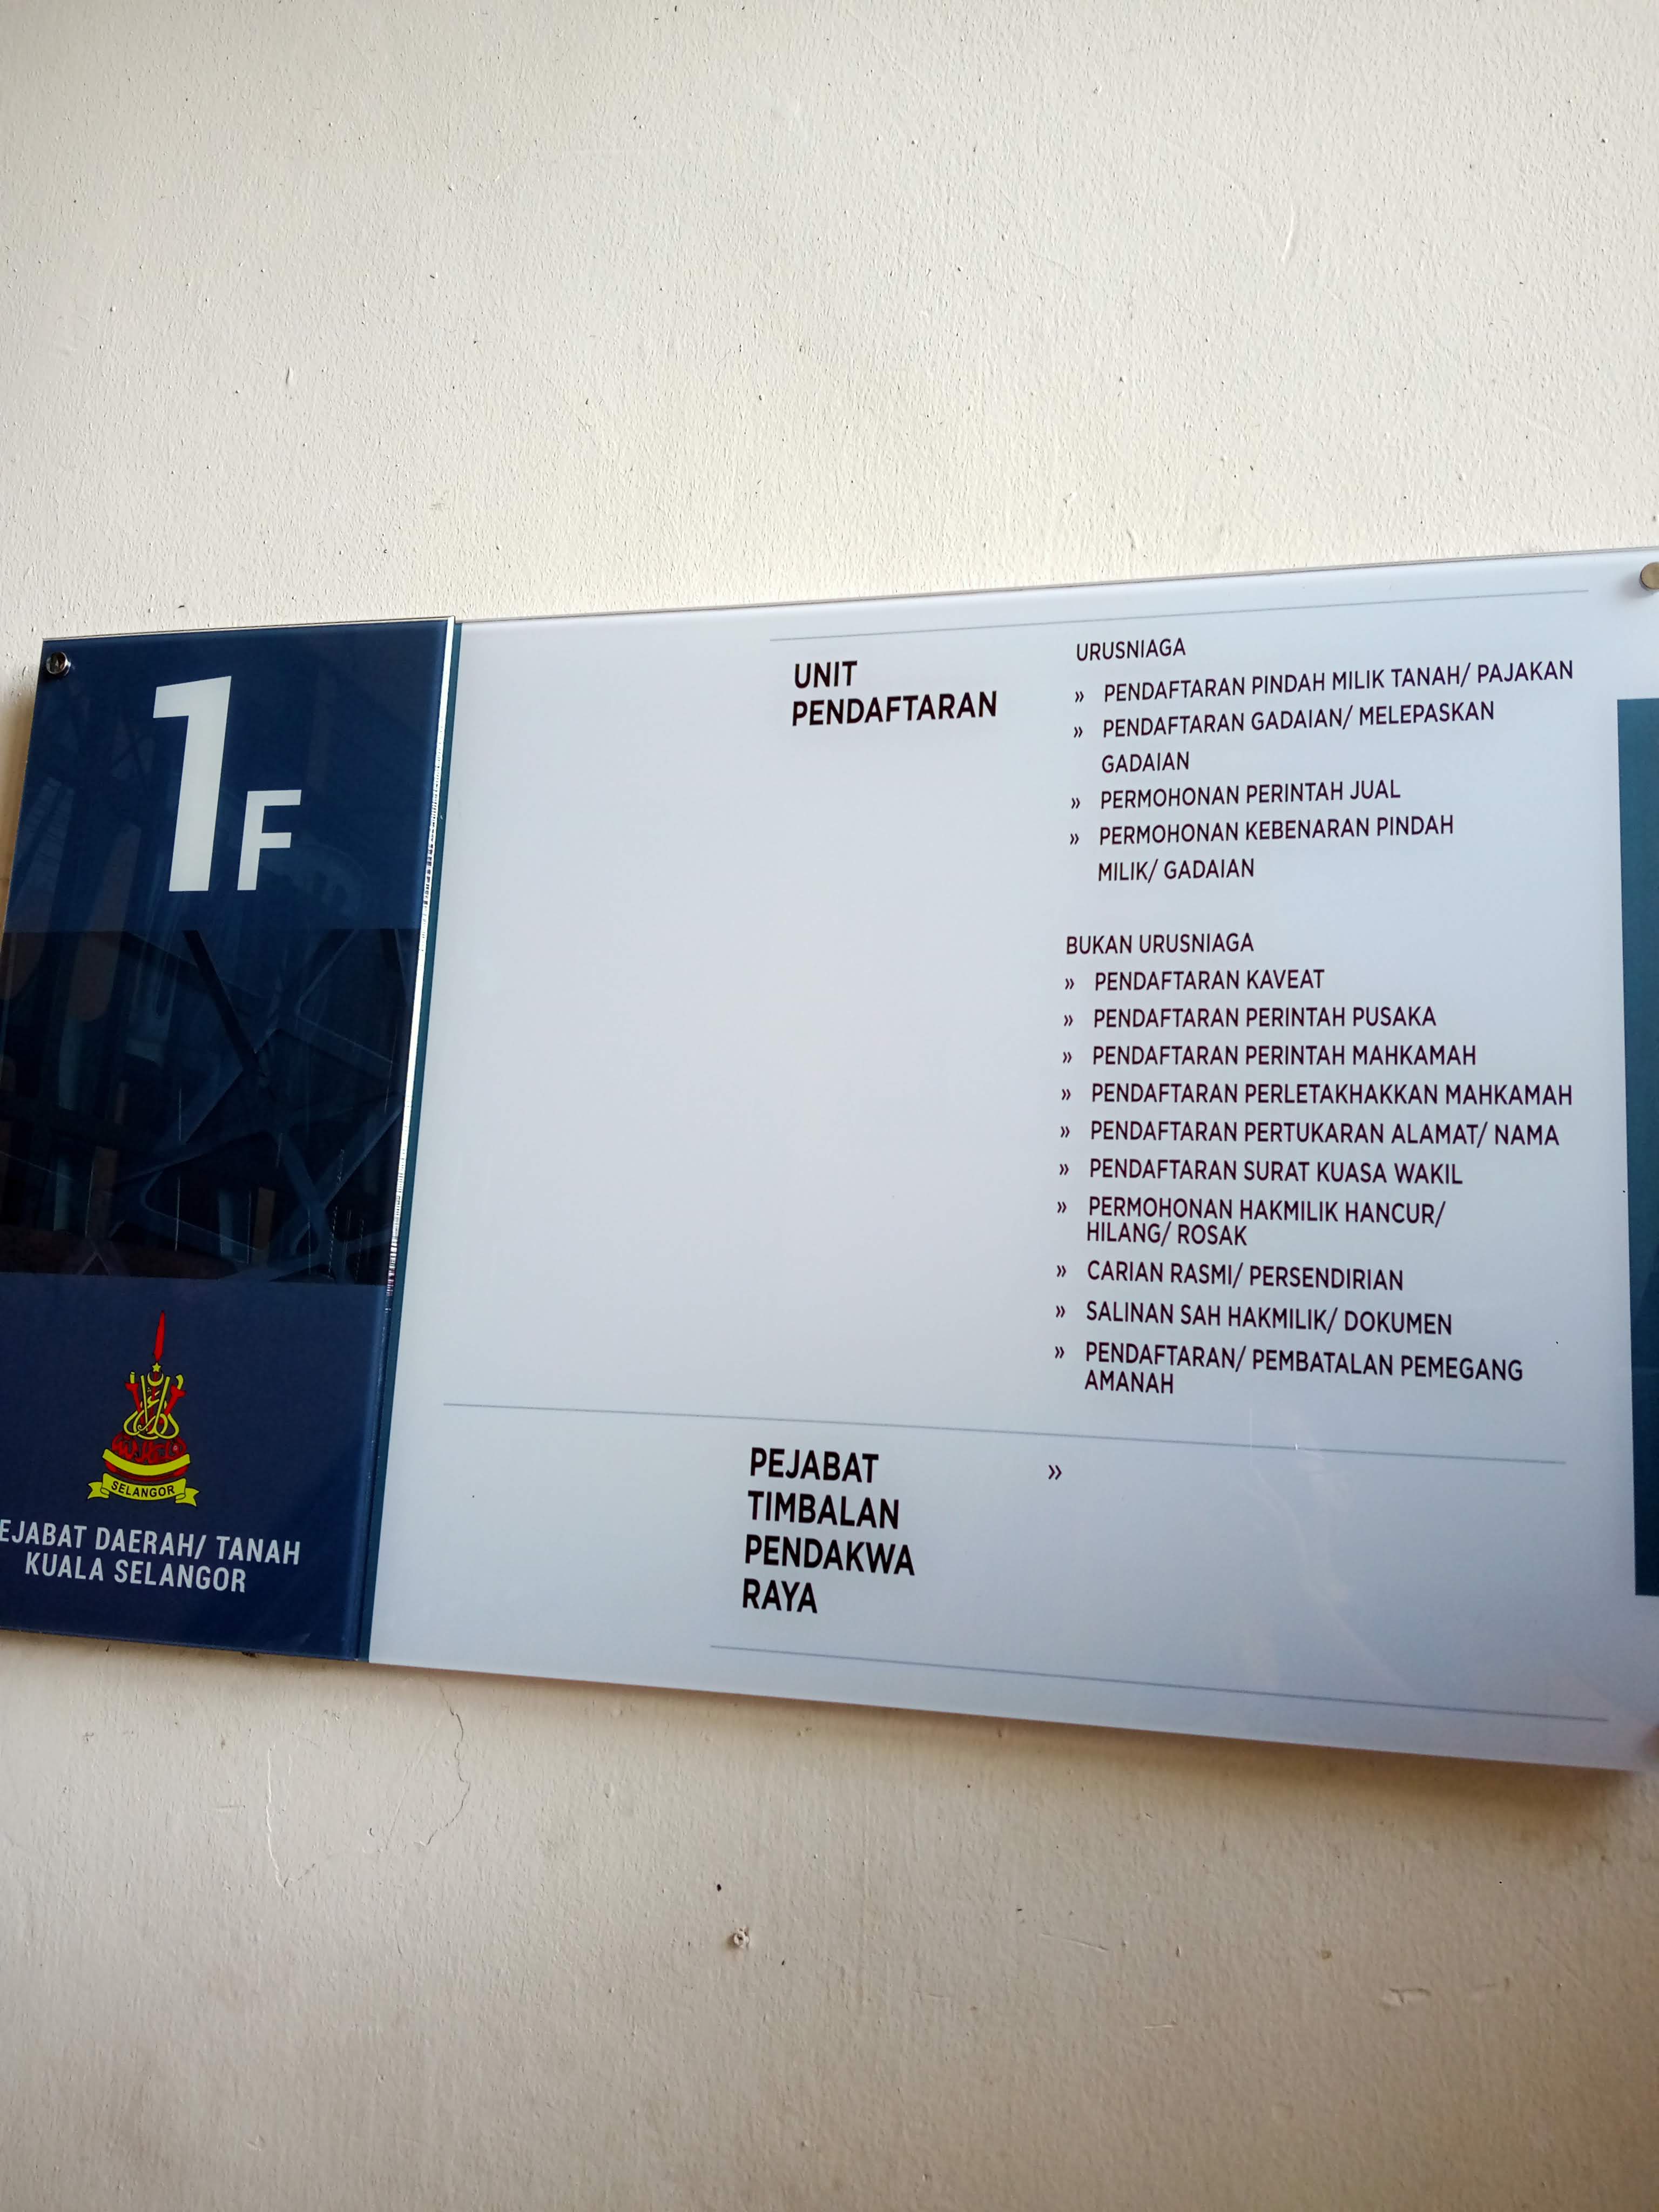 1F
SELANGOR
EJABAT DAERAH/ TANAH
KUALA SELANGOR
UNIT
PENDAFTARAN
URUSNIAGA
» PENDAFTARAN PINDAH MILIK TANAH/ PAJAKAN
» PENDAFTARAN GADAIAN/ MELEPASKAN
GADAIAN
» PERMOHONAN PERINTAH JUAL
» PERMOHONAN KEBENARAN PINDAH
MILIK/ GADAIAN
BUKAN URUSNIAGA
» PENDAFTARAN KAVEAT
» PENDAFTARAN PERINTAH PUSAKA
» PENDAFTARAN PERINTAH MAHKAMAH
» PENDAFTARAN PERLETAKHAKKAN MAHKAMAH
» PENDAFTARAN PERTUKARAN ALAMAT/ NAMA
» PENDAFTARAN SURAT KUASA WAKIL
» PERMOHONAN HAKMILIK HANCUR/
HILANG/ ROSAK
» CARIAN RASMI/ PERSENDIRIAN
» SALINAN SAH HAKMILIK/ DOKUMEN
» PENDAFTARAN/ PEMBATALAN PEMEGANG
AMANAH
PEJABAT
TIMBALAN
PENDAKWA
RAYA
»